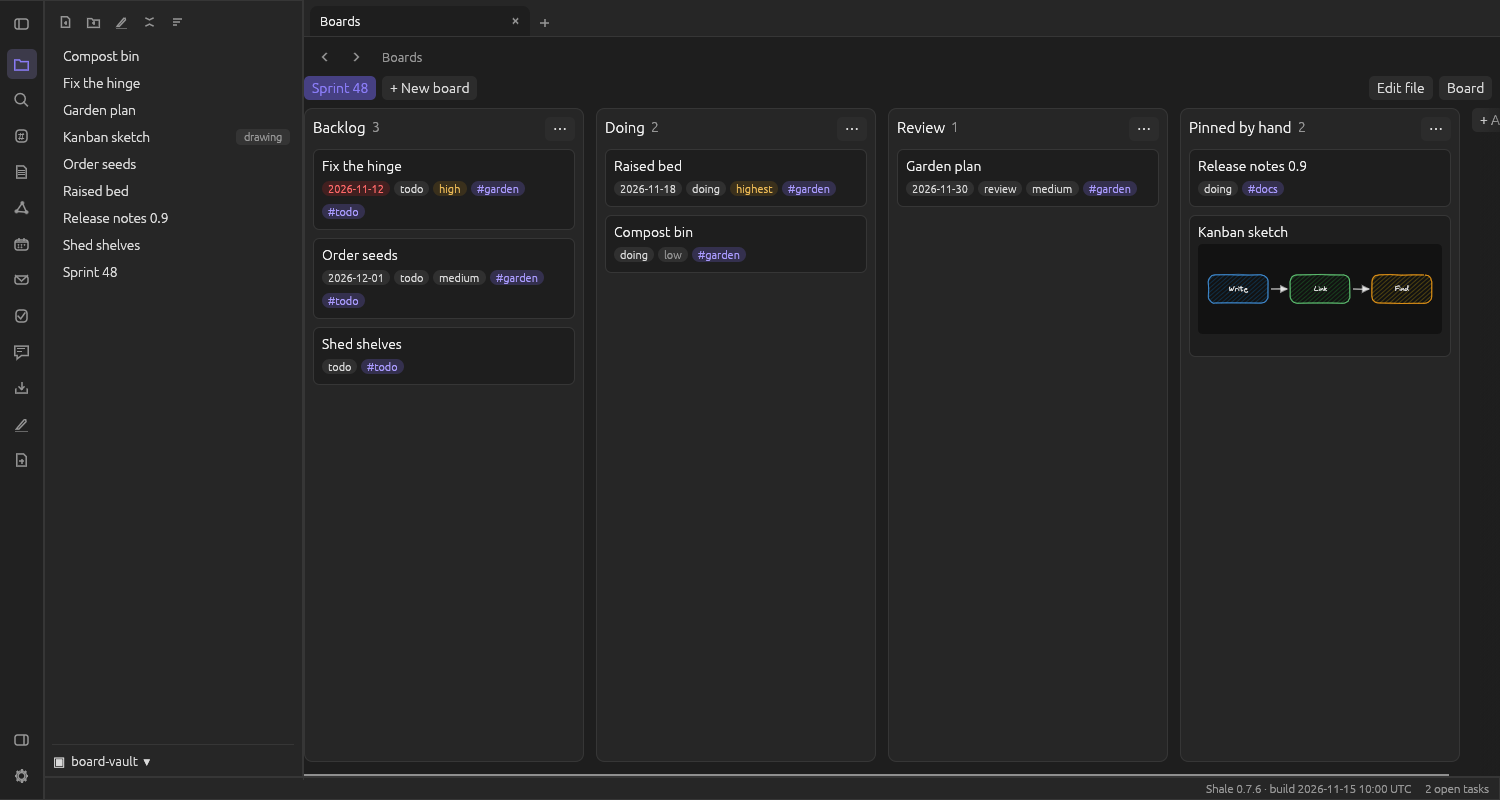 Boards ×
+
Compost bin
Fix the hinge
Garden plan
Kanban sketch drawing
Order seeds
Raised bed
Release notes 0.9
Shed shelves
Sprint 48
board-vault
Boards
Sprint 48 + New board Edit file Board
Backlog 3 ...
Fix the hinge
2026-11-12 todo high #garden
#todo
Order seeds
2026-12-01 todo medium #garden
#todo
Shed shelves
todo #todo
Doing 2 ...
Raised bed
2026-11-18 doing highest #garden
Compost bin
doing low #garden
Review 1 ...
Garden plan
2026-11-30 review medium #garden
Pinned by hand 2 ...
Release notes 0.9
doing #docs
Kanban sketch
Write Link Find
+ A
Shale 0.7.6 · build 2026-11-15 10:00 UTC 2 open tasks